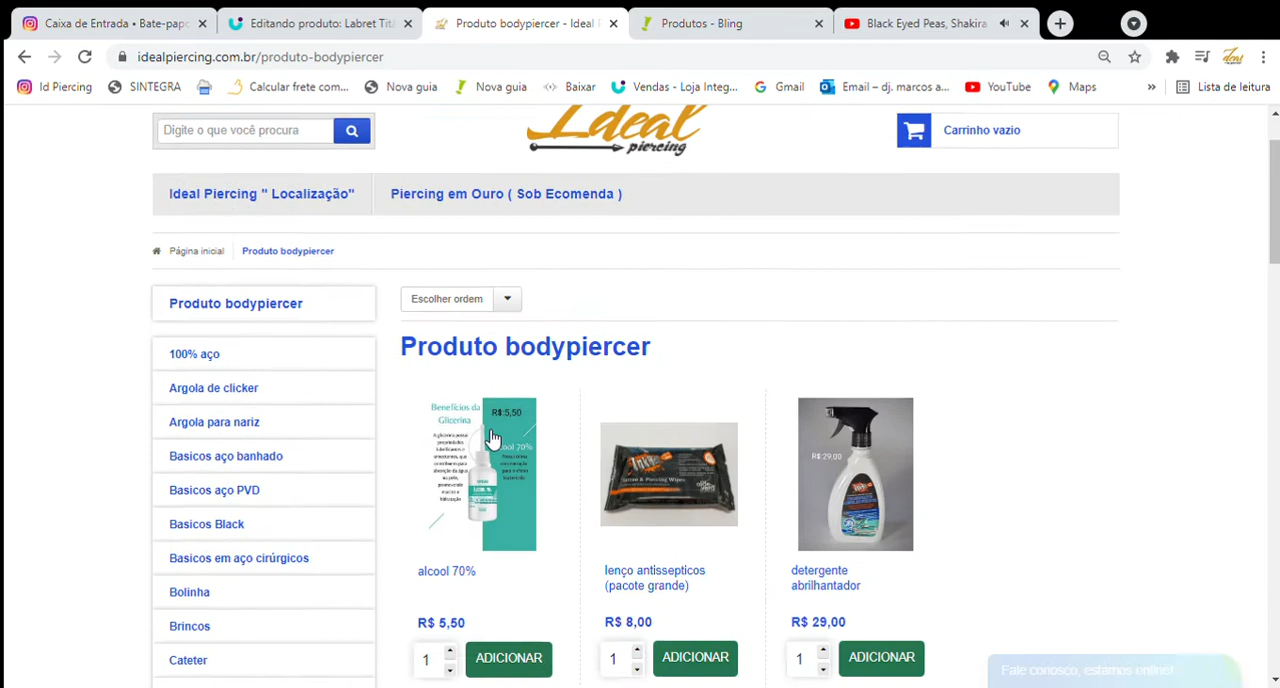 Caixa de Entrada • Bate-papo
Editando produto: Labret Titâ
Produto bodypiercer - Ideal P
Produtos - Bling
Black Eyed Peas, Shakira
idealpiercing.com.br/produto-bodypiercer
Id Piercing
SINTEGRA
Calcular frete com...
Nova guia
Nova guia
Baixar
Vendas - Loja Integ...
Gmail
Email – dj. marcos a...
YouTube
Maps
»
Lista de leitura
Digite o que você procura
Ideal
piercing
Carrinho vazio
Ideal Piercing " Localização"
Piercing em Ouro ( Sob Ecomenda )
Página inicial
Produto bodypiercer
Produto bodypiercer
100% aço
Argola de clicker
Argola para nariz
Basicos aço banhado
Basicos aço PVD
Basicos Black
Basicos em aço cirúrgico
Bolinha
Brincos
Cateter
Escolher ordem
Produto bodypiercer
Benefícios da
Glicerina
R$:5,50
cool 70%
Tattoo & Piercing Wipes
R$:29,00
alcool 70%
R$ 5,50
1
ADICIONAR
lenço antissepticos
(pacote grande)
R$ 8,00
1
ADICIONAR
detergente
abrilhantador
R$ 29,00
1
ADICIONAR
Fale conosco, estamos online!